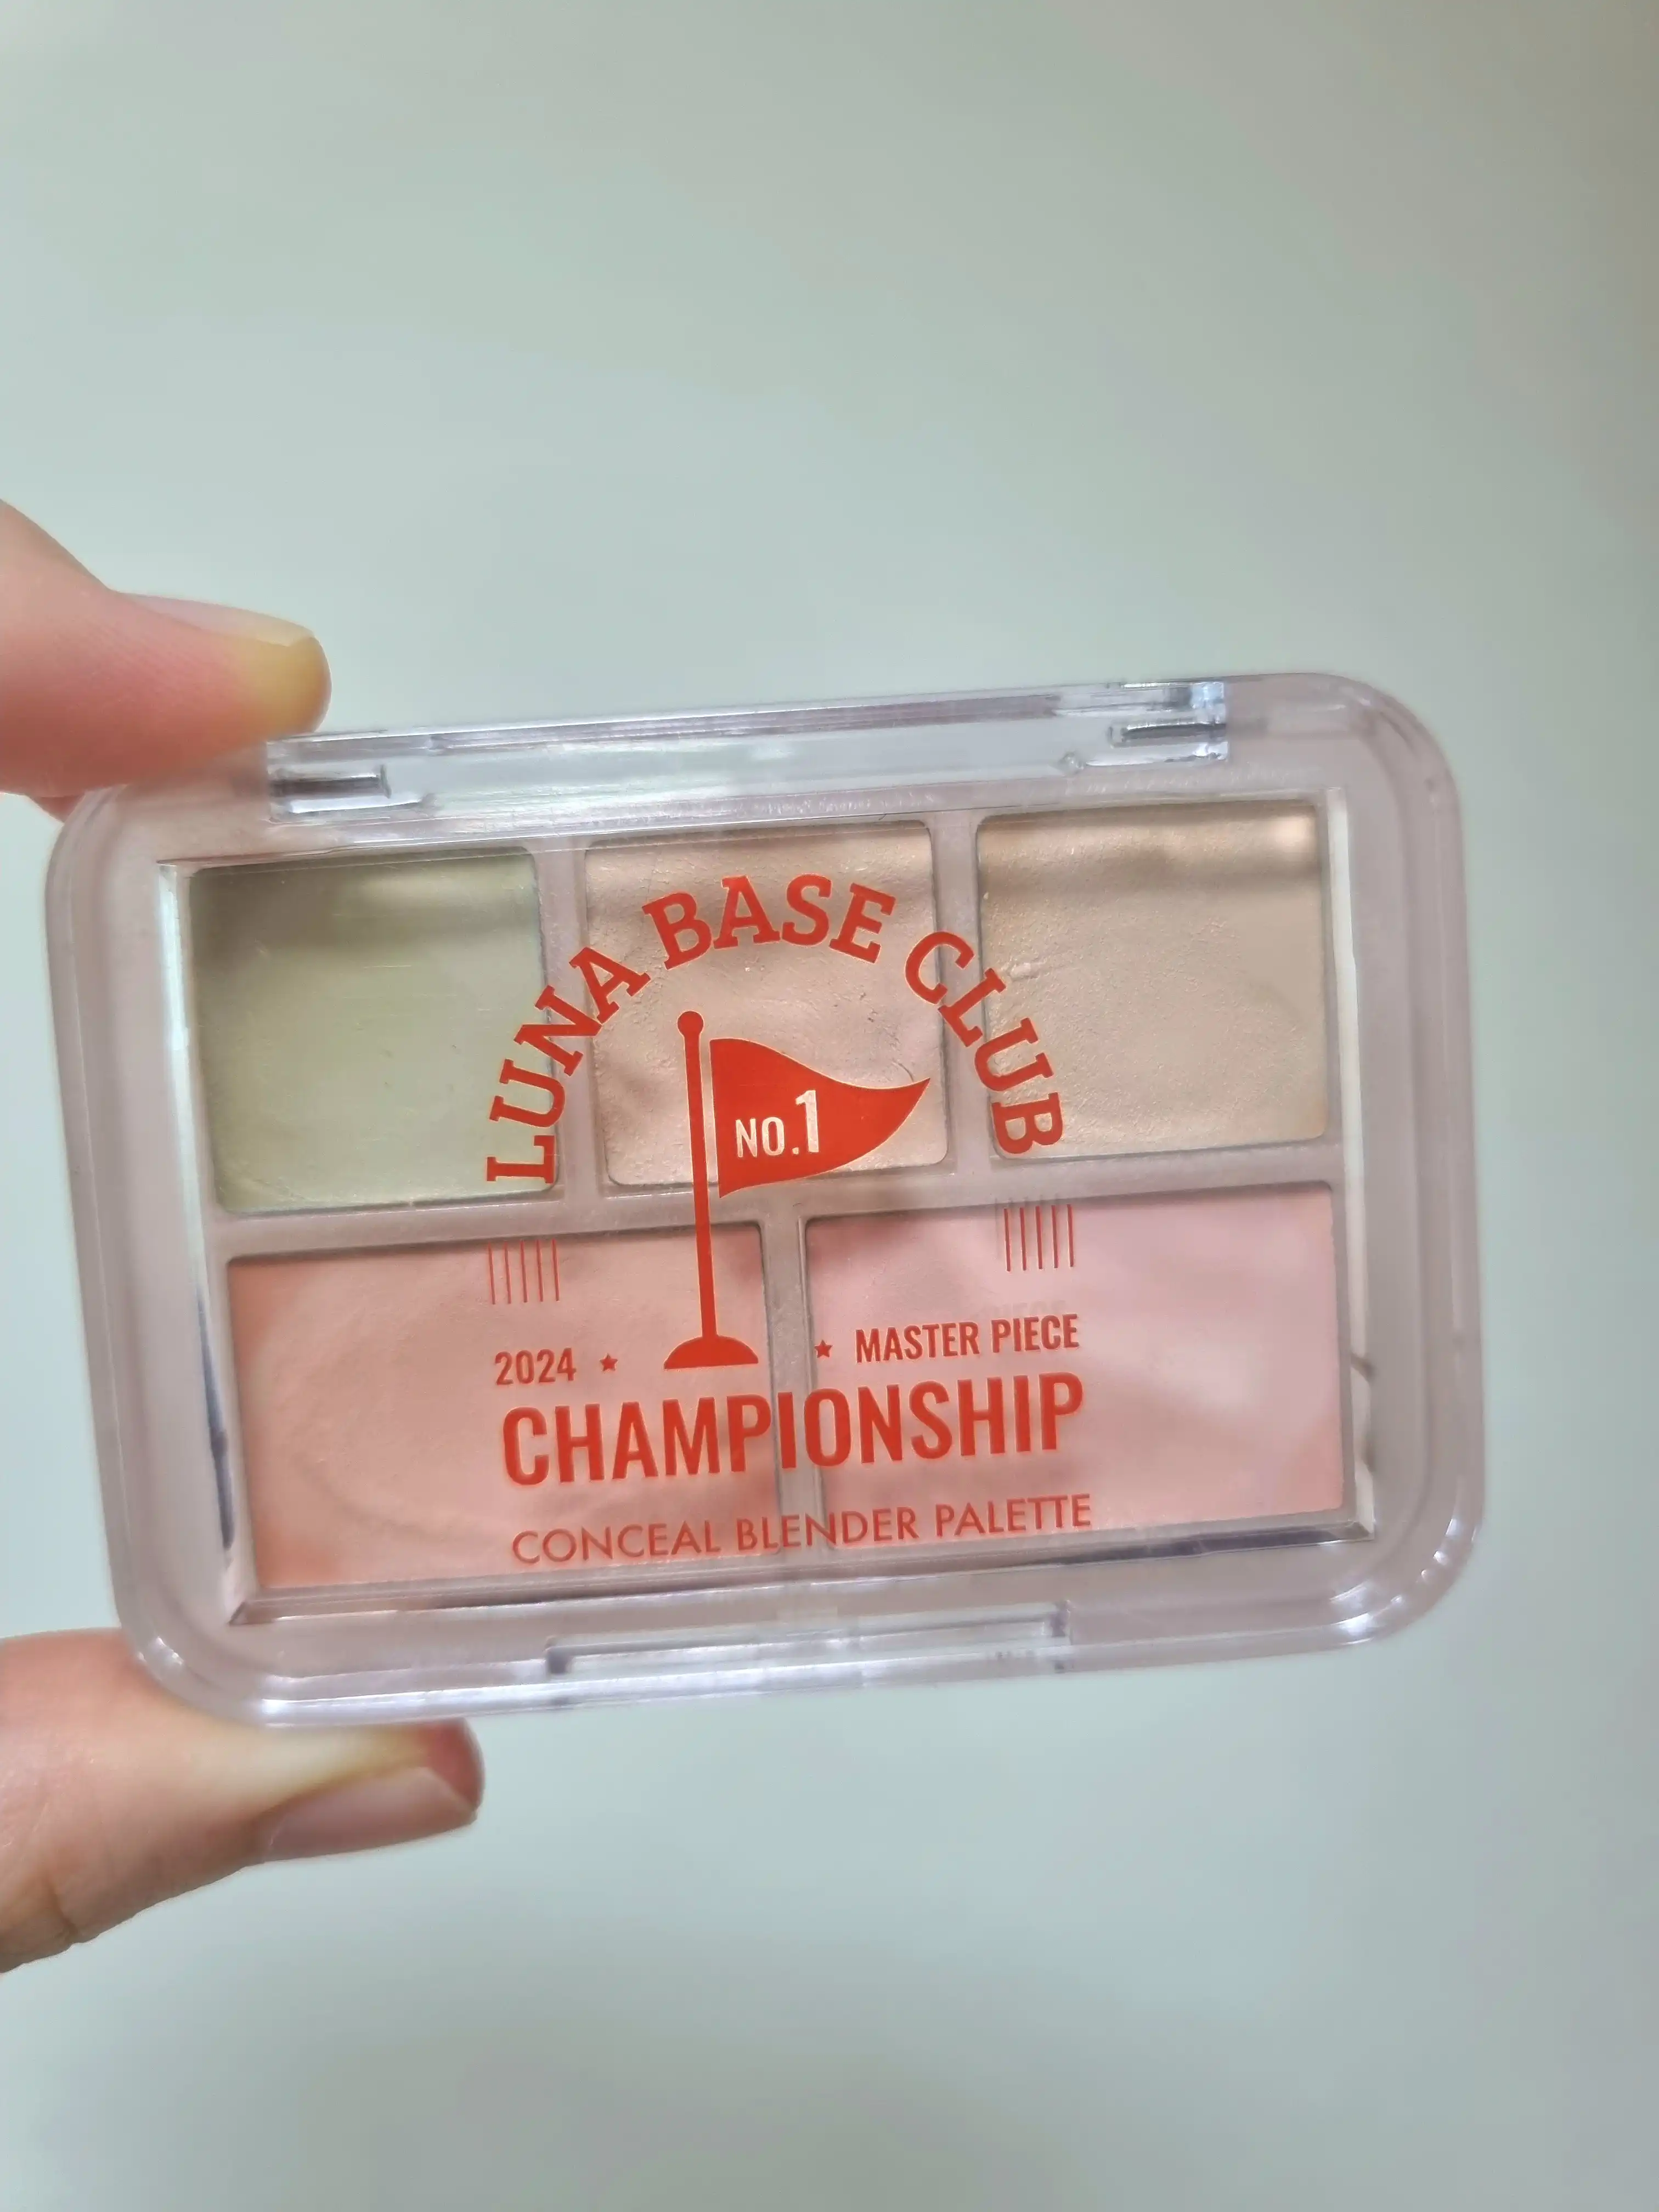 LUNA BASE CLUB
NO.1
2024 ★ ★ MASTER PIECE
CHAMPIONSHIP
CONCEAL BLENDER PALETTE